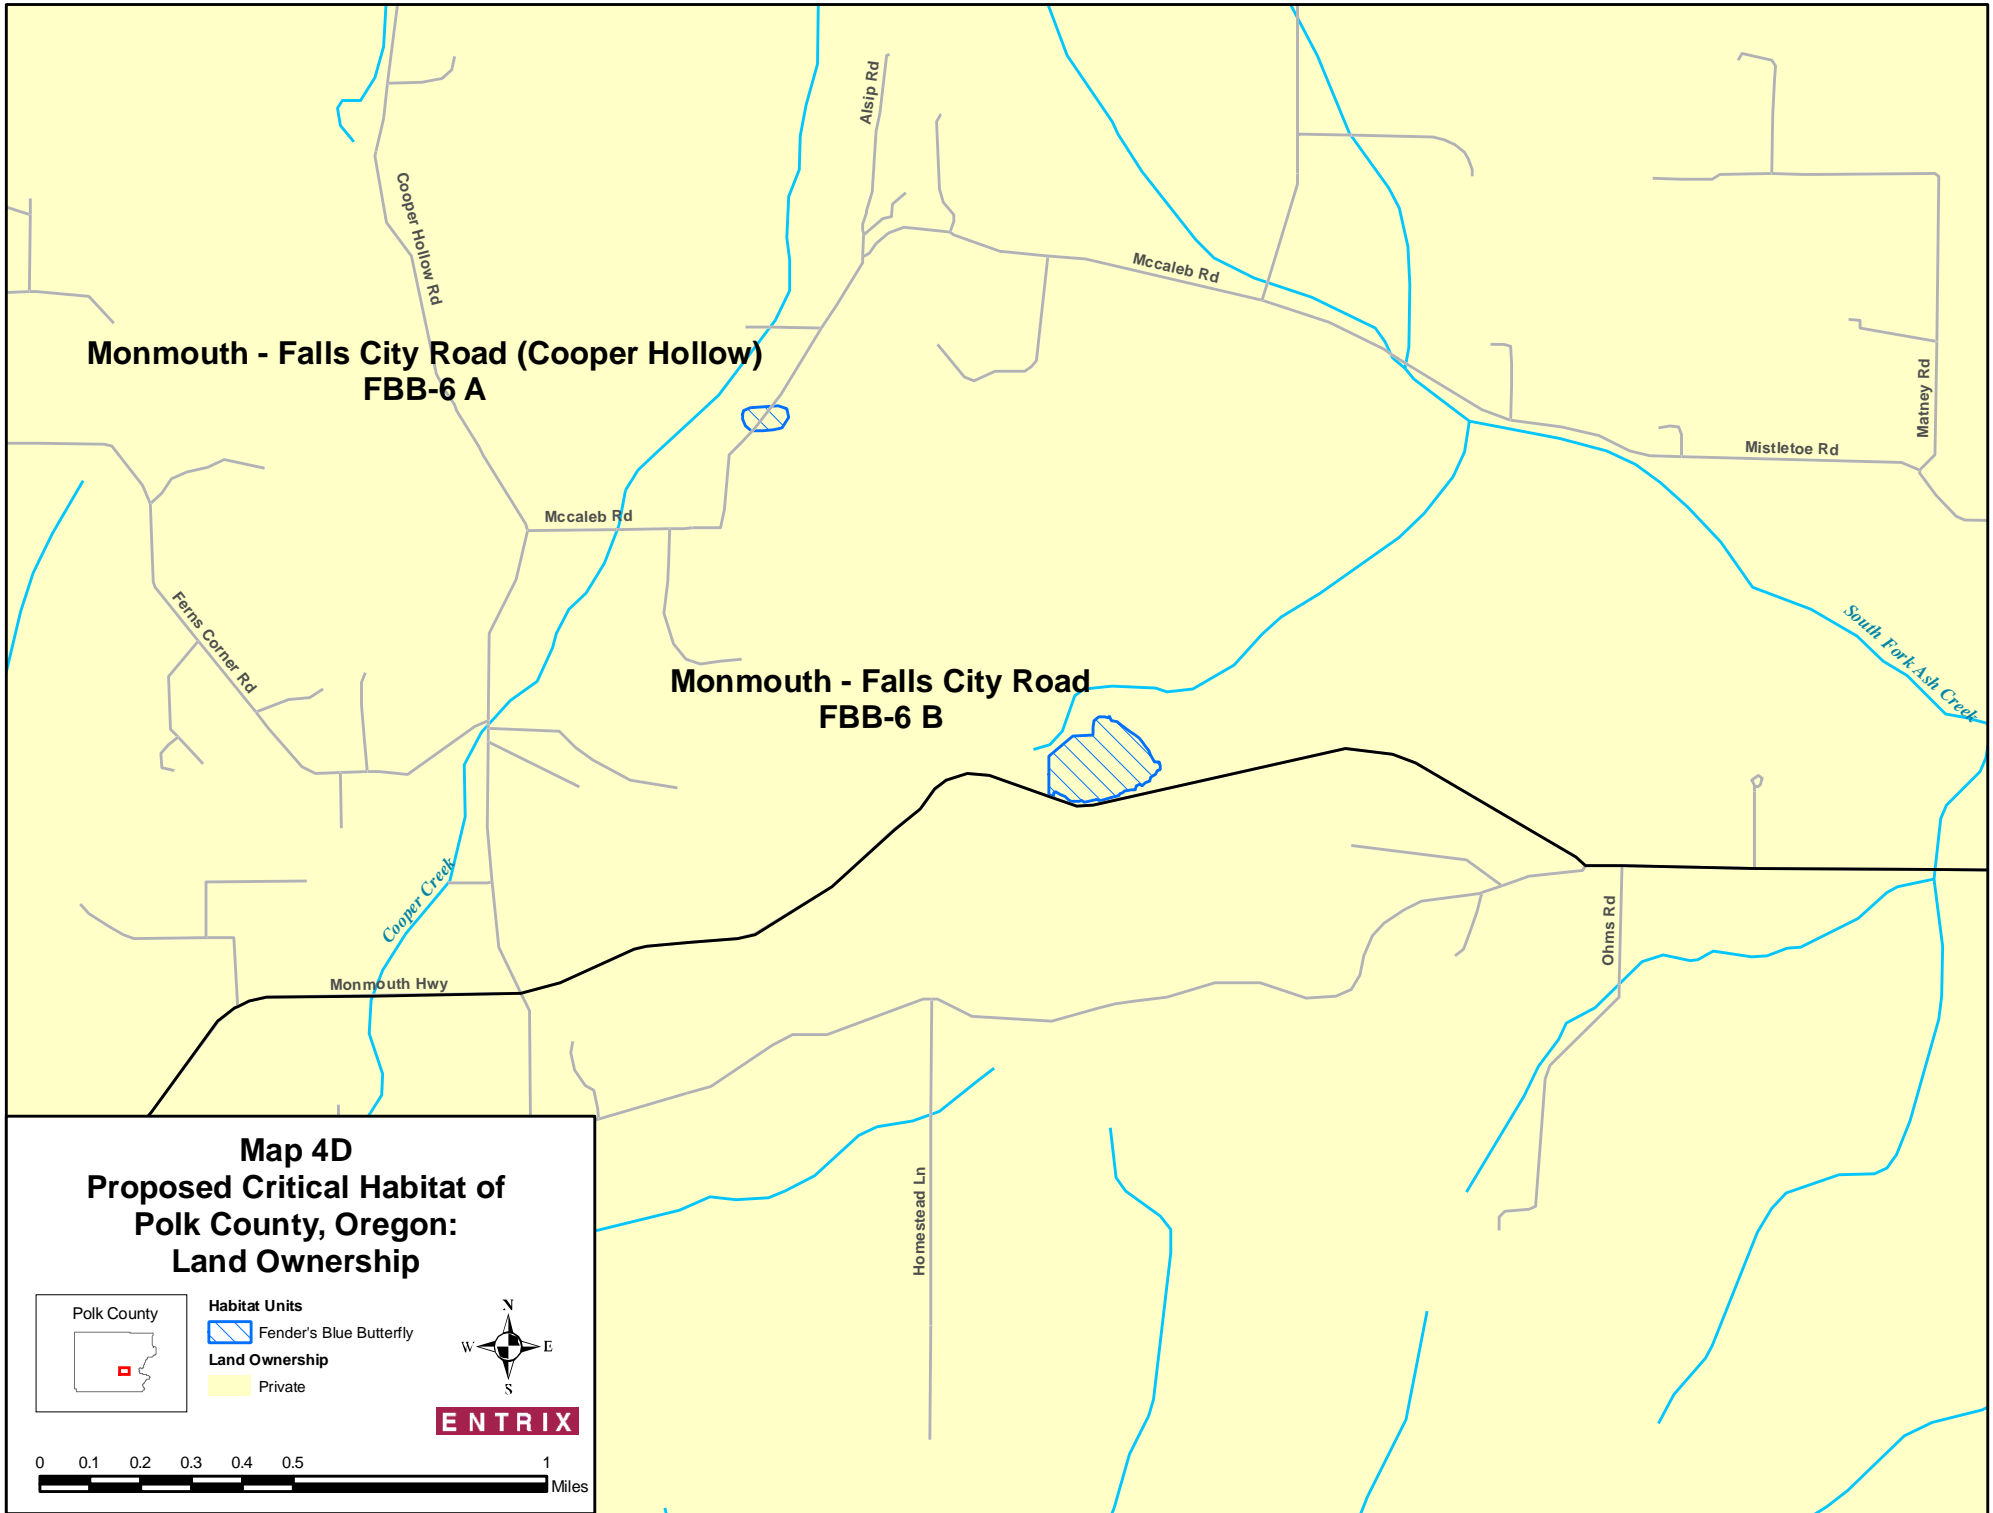 Alsip Rd
Cooper Hollow Rd
Mccaleb Rd
Monmouth - Falls City Road (Cooper Hollow)
FBB-6 A
Matney Rd
Mistletoe Rd
Mccaleb Rd
Ferns Corner Rd
South Fork Ash Creek
Monmouth - Falls City Road
FBB-6 B
Cooper Creek
Ohms Rd
Monmouth Hwy
Homestead Ln
Map 4D
Proposed Critical Habitat of
Polk County, Oregon:
Land Ownership
Polk County
Habitat Units
Fender's Blue Butterfly
Land Ownership
Private
N
W E
S
ENTRIX
0 0.1 0.2 0.3 0.4 0.5 1
Miles